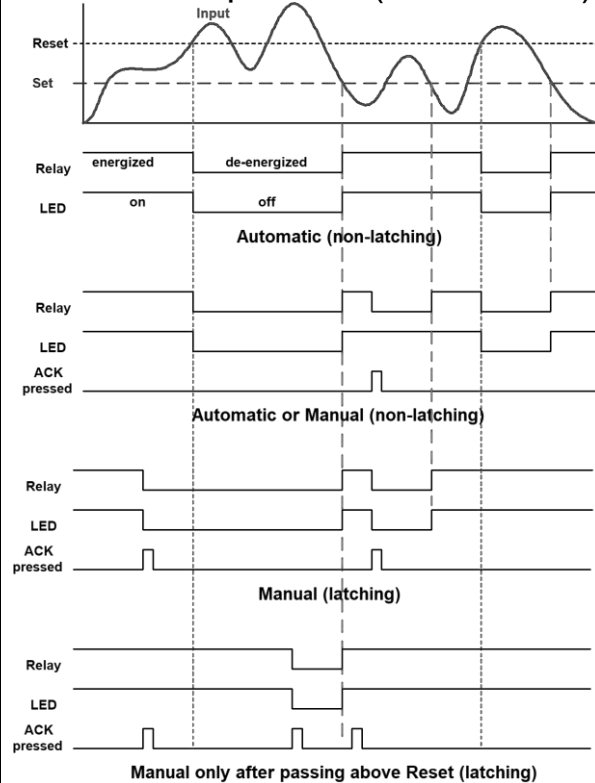 Input
Reset
Set
Relay energized de-energized
LED on off
Automatic (non-latching)
Relay
LED
ACK
pressed
Automatic or Manual (non-latching)
Relay
LED
ACK
pressed
Manual (latching)
Relay
LED
ACK
pressed
Manual only after passing above Reset (latching)